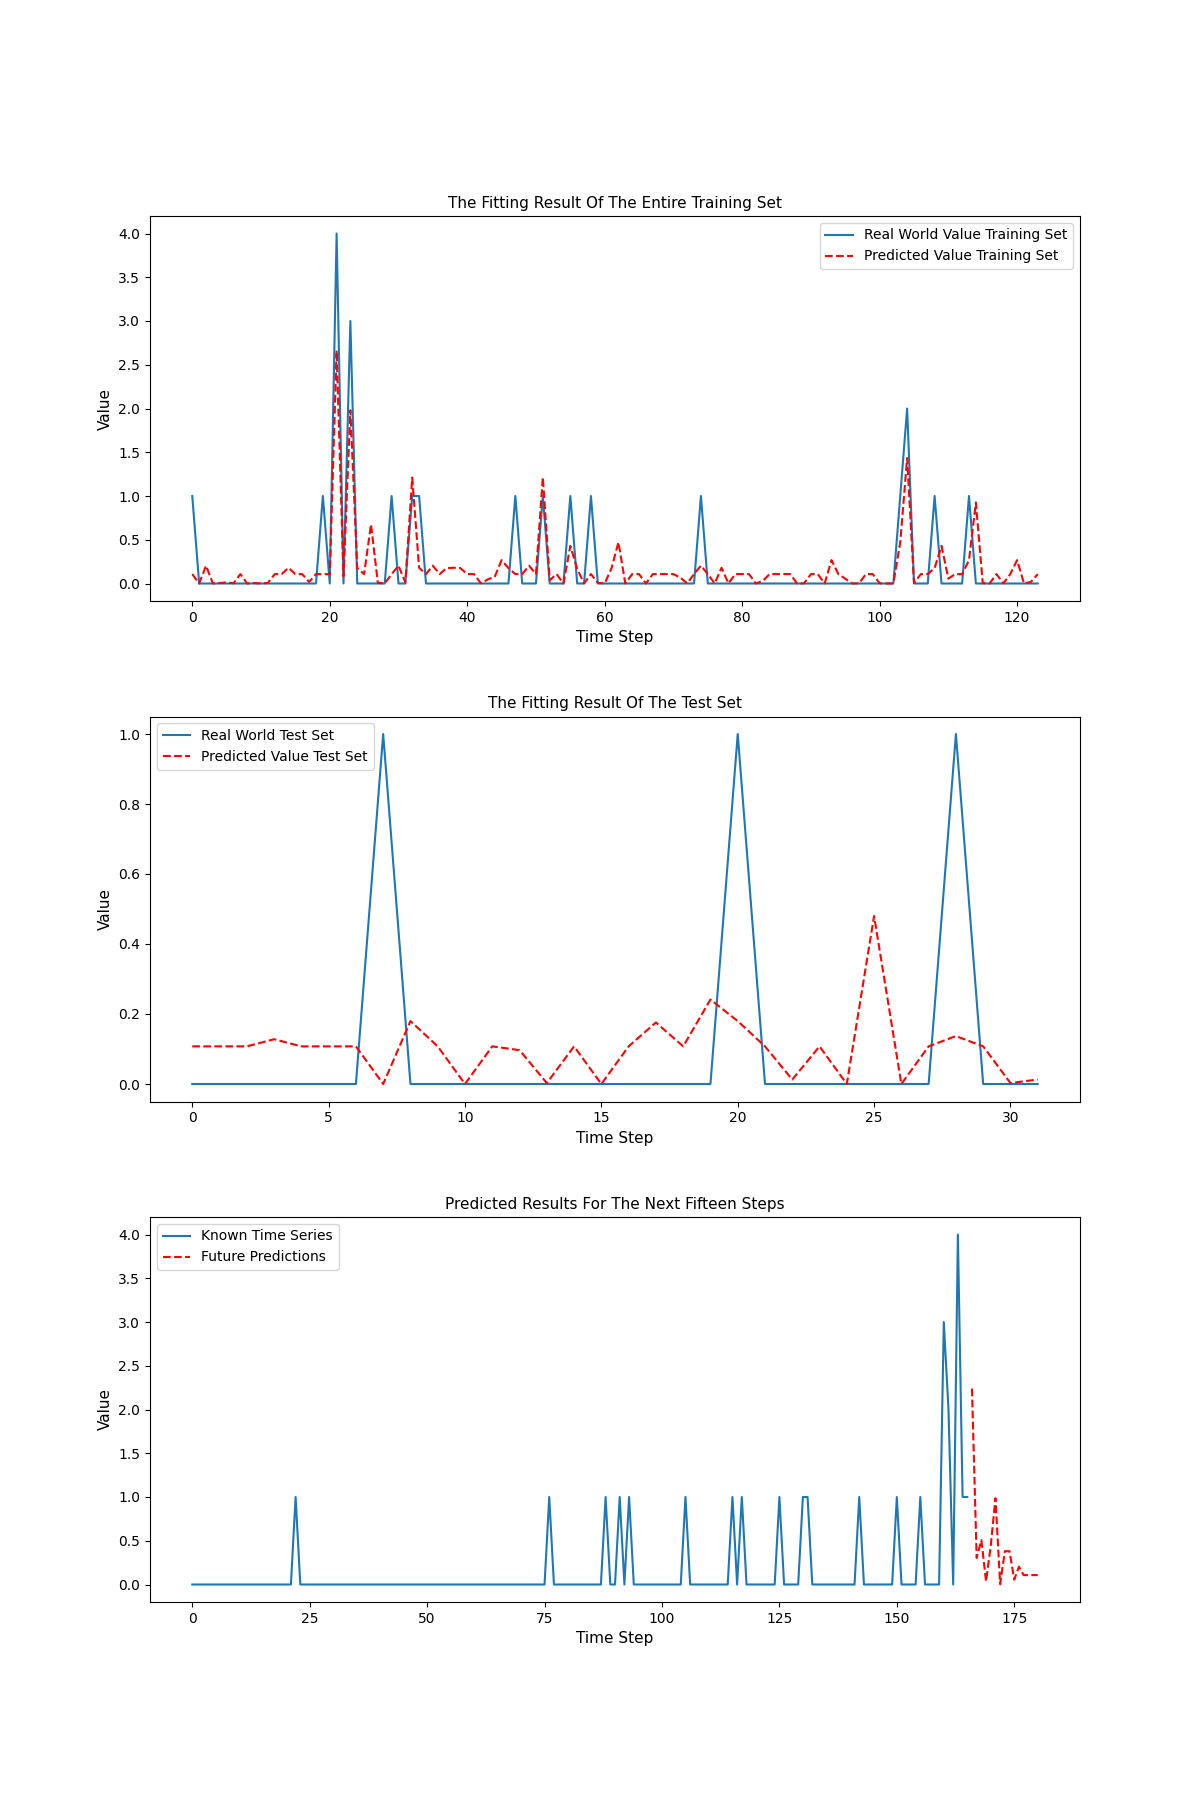 The Fitting Result Of The Entire Training Set
Real World Value Training Set
Predicted Value Training Set
4.0
3.5
3.0
2.5
2.0
1.5
1.0
0.5
0.0
Value
0 20 40 60 80 100 120
Time Step
The Fitting Result Of The Test Set
Real World Test Set
Predicted Value Test Set
1.0
0.8
0.6
0.4
0.2
0.0
Value
0 5 10 15 20 25 30
Time Step
Predicted Results For The Next Fifteen Steps
Known Time Series
Future Predictions
4.0
3.5
3.0
2.5
2.0
1.5
1.0
0.5
0.0
Value
0 25 50 75 100 125 150 175
Time Step